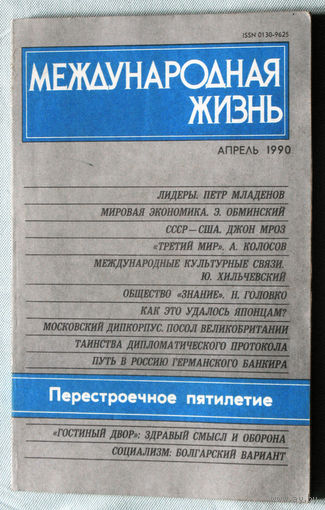 ISSN 0130-9625
МЕЖДУНАРОДНАЯ
ЖИЗНЬ
АПРЕЛЬ 1990
ЛИДЕРЫ. ПЕТР МЛАДЕНОВ
МИРОВАЯ ЭКОНОМИКА. Э. ОБМИНСКИЙ
СССР—США. ДЖОН МРОЗ
«ТРЕТИЙ МИР». А. КОЛОСОВ
МЕЖДУНАРОДНЫЕ КУЛЬТУРНЫЕ СВЯЗИ.
Ю. ХИЛЬЧЕВСКИЙ
ОБЩЕСТВО «ЗНАНИЕ». Н. ГОЛОВКО
КАК ЭТО УДАЛОСЬ ЯПОНЦАМ?
МОСКОВСКИЙ ДИПКОРПУС. ПОСОЛ ВЕЛИКОБРИТАНИИ
ТАИНСТВА ДИПЛОМАТИЧЕСКОГО ПРОТОКОЛА
ПУТЬ В РОССИЮ ГЕРМАНСКОГО БАНКИРА
Перестроечное пятилетие
«ГОСТИНЫЙ ДВОР»: ЗДРАВЫЙ СМЫСЛ И ОБОРОНА
СОЦИАЛИЗМ: БОЛГАРСКИЙ ВАРИАНТ